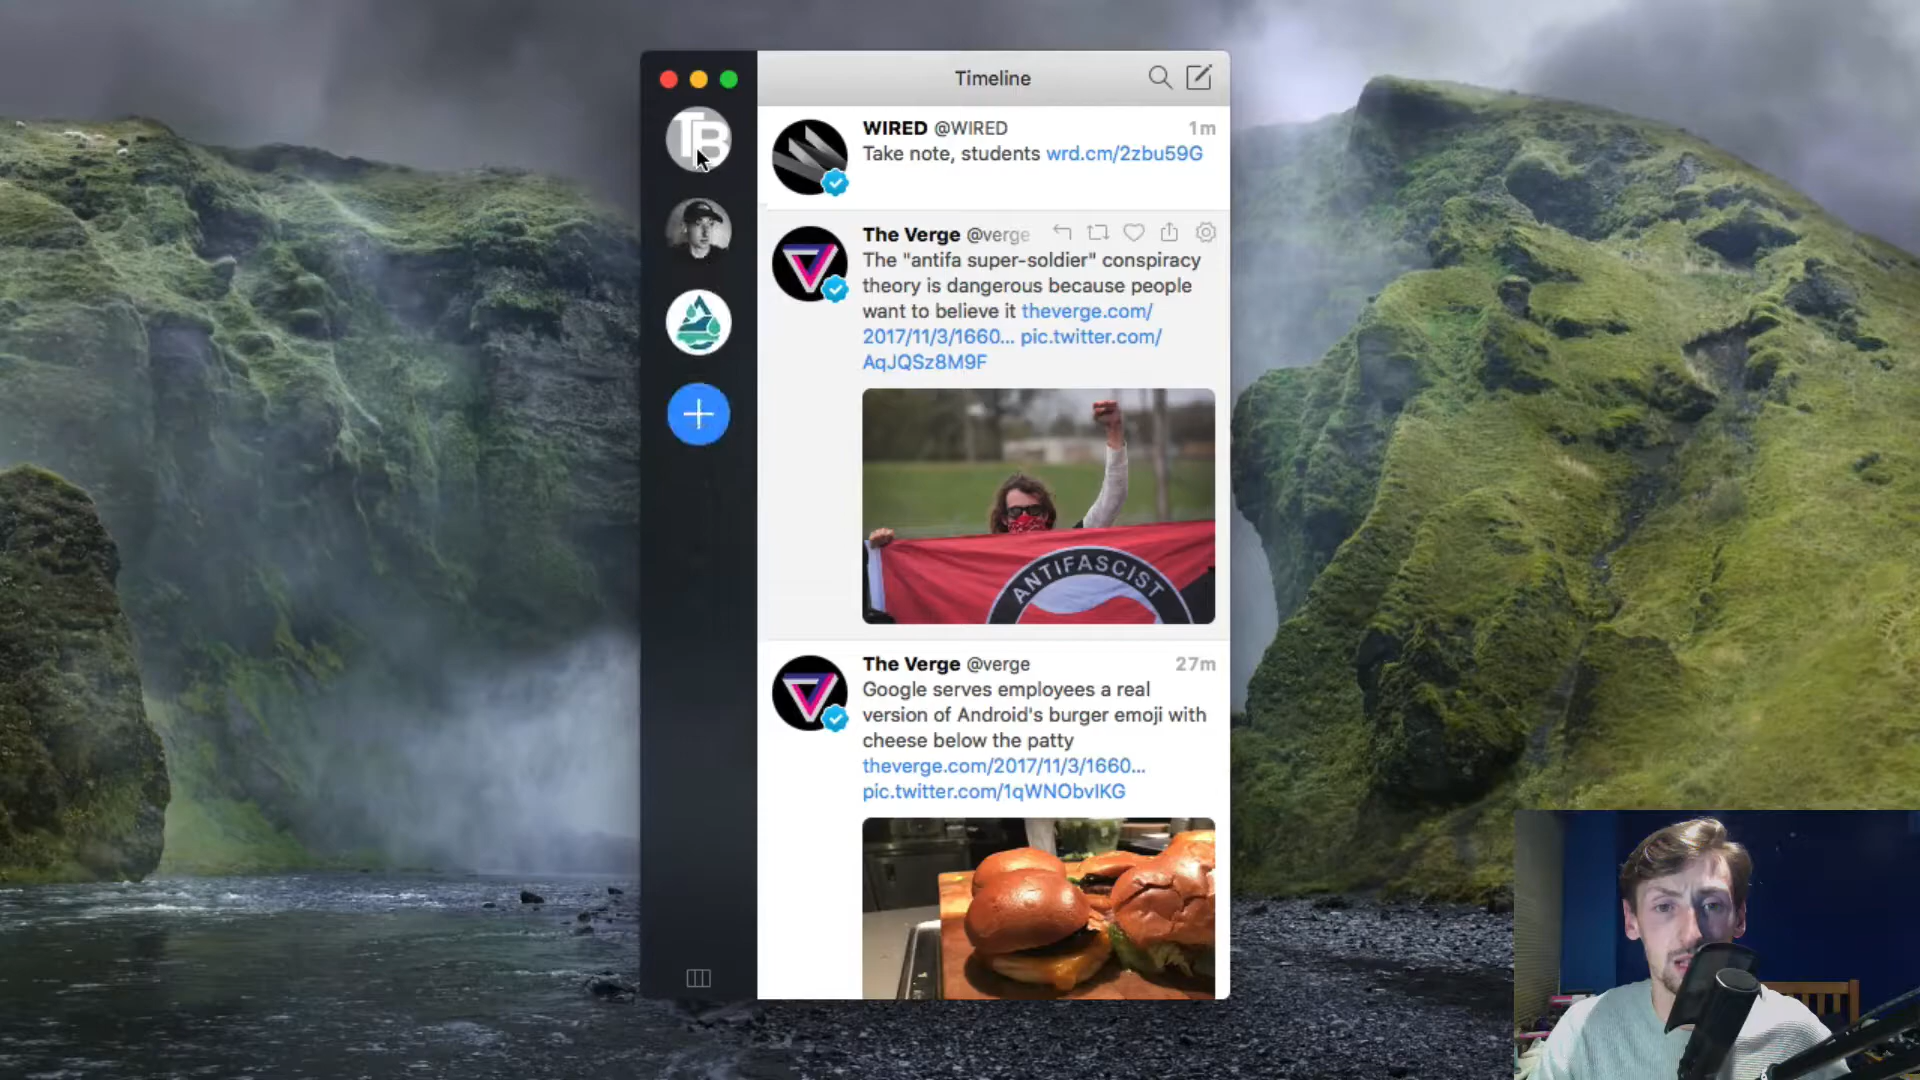 Timeline
TB
WIRED @WIRED 1m
Take note, students wrd.cm/2zbu59G
The Verge @verge
The "antifa super-soldier" conspiracy
theory is dangerous because people
want to believe it theverge.com/
2017/11/3/1660... pic.twitter.com/
AqJQSz8M9F
ANTIFASCIST
The Verge @verge 27m
Google serves employees a real
version of Android's burger emoji with
cheese below the patty
theverge.com/2017/11/3/1660...
pic.twitter.com/1qWNObvIKG